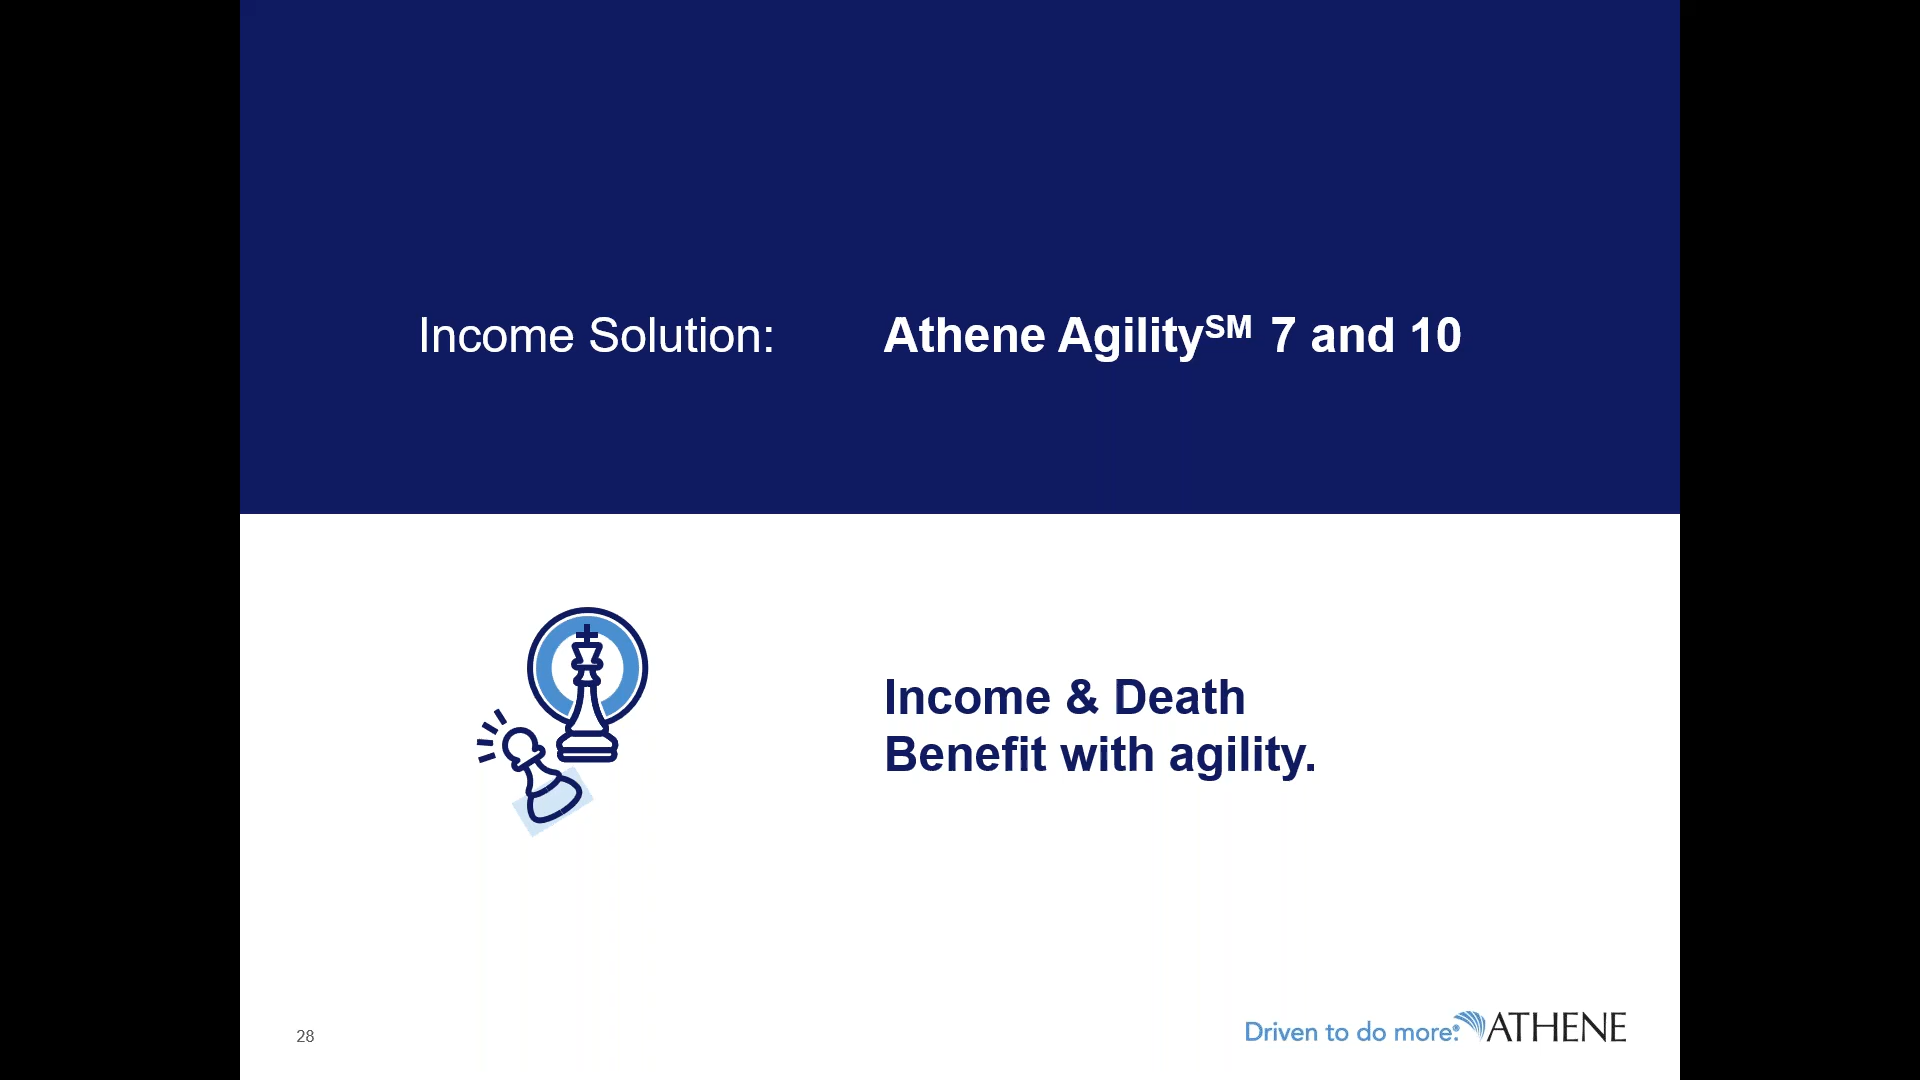 Income Solution: Athene Agility℠ 7 and 10
Income & Death
Benefit with agility.
28
Driven to do more.® ATHENE